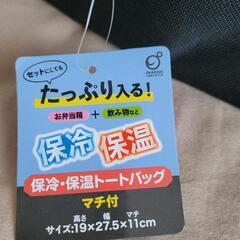 セットにしても
たっぷり入る!
お弁当箱 + 飲み物など
保冷 保温
保冷・保温トートバッグ
マチ付
高さ 幅 マチ
サイズ:19×27.5×11cm